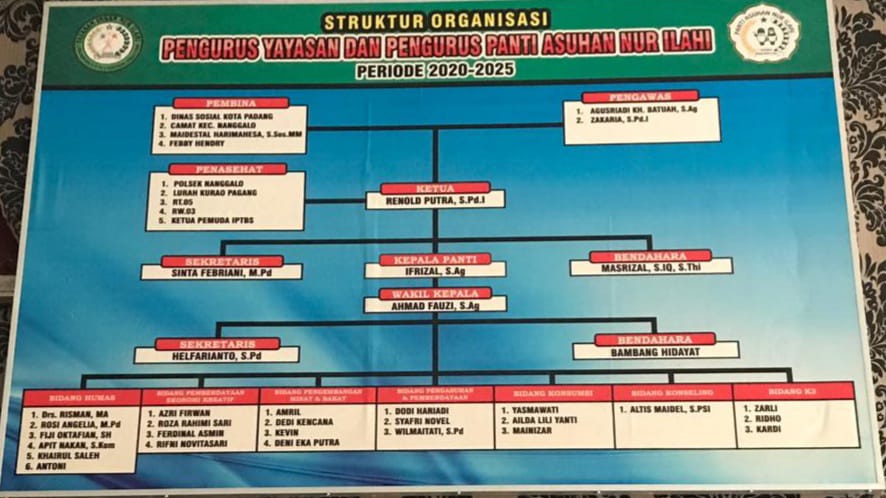 STRUKTUR ORGANISASI
PENGURUS YAYASAN DAN PENGURUS PANTI ASUHAN NUR ILAHI
PERIODE 2020-2025
PANTI ASUHAN NUR ILAHI
PEMBINA
1. DINAS SOSIAL KOTA PADANG
2. CAMAT KEC. NANGGALO
3. MAIDESTAL HARIMAHESA, S.Sos.MM
4. FEBBY HENDRY
PENGAWAS
1. AGUSRIADI KH. BATUAH, S.Ag
2. ZAKARIA, S.Pd.I
PENASEHAT
1. POLSEK NANGGALO
2. LURAH KURAO PAGANG
3. RT.05
4. RW.03
5. KETUA PEMUDA IPTBS
KETUA
RENOLD PUTRA, S.Pd.I
SEKRETARIS
SINTA FEBRIANI, M.Pd
KEPALA PANTI
IFRIZAL, S.Ag
BENDAHARA
MASRIZAL, S.IQ, S.Thi
WAKIL KEPALA
AHMAD FAUZI, S.Ag
SEKRETARIS
HELFARIANTO, S.Pd
BENDAHARA
BAMBANG HIDAYAT
BIDANG HUMAS
1. Drs. RISMAN, MA
2. ROSI ANGELIA, M.Pd
3. FIJI OKTAFIAN, SH
4. APIT NAKAN, S.Kom
5. KHAIRUL SALEH
6. ANTONI
BIDANG PEMBERDAYAAN
EKONOMI KREATIF
1. AZRI FIRWAN
2. ROZA RAHIMI SARI
3. FERDINAL ASMIN
4. RIFNI NOVITASARI
BIDANG PENGEMBANGAN
MINAT & BAKAT
1. AMRIL
2. DEDI KENCANA
3. KEVIN
4. DENI EKA PUTRA
BIDANG PENGASUHAN
& PEMBERDAYAAN
1. DODI HARIADI
2. SYAFRI NOVEL
3. WILMAITATI, S.Pd
BIDANG KONSUMSI
1. YASMAWATI
2. AILDA LILI YANTI
3. MAINIZAR
BIDANG KONSELING
1. ALTIS MAIDEL, S.PSI
BIDANG K3
1. ZARLI
2. RIDHO
3. KARDI